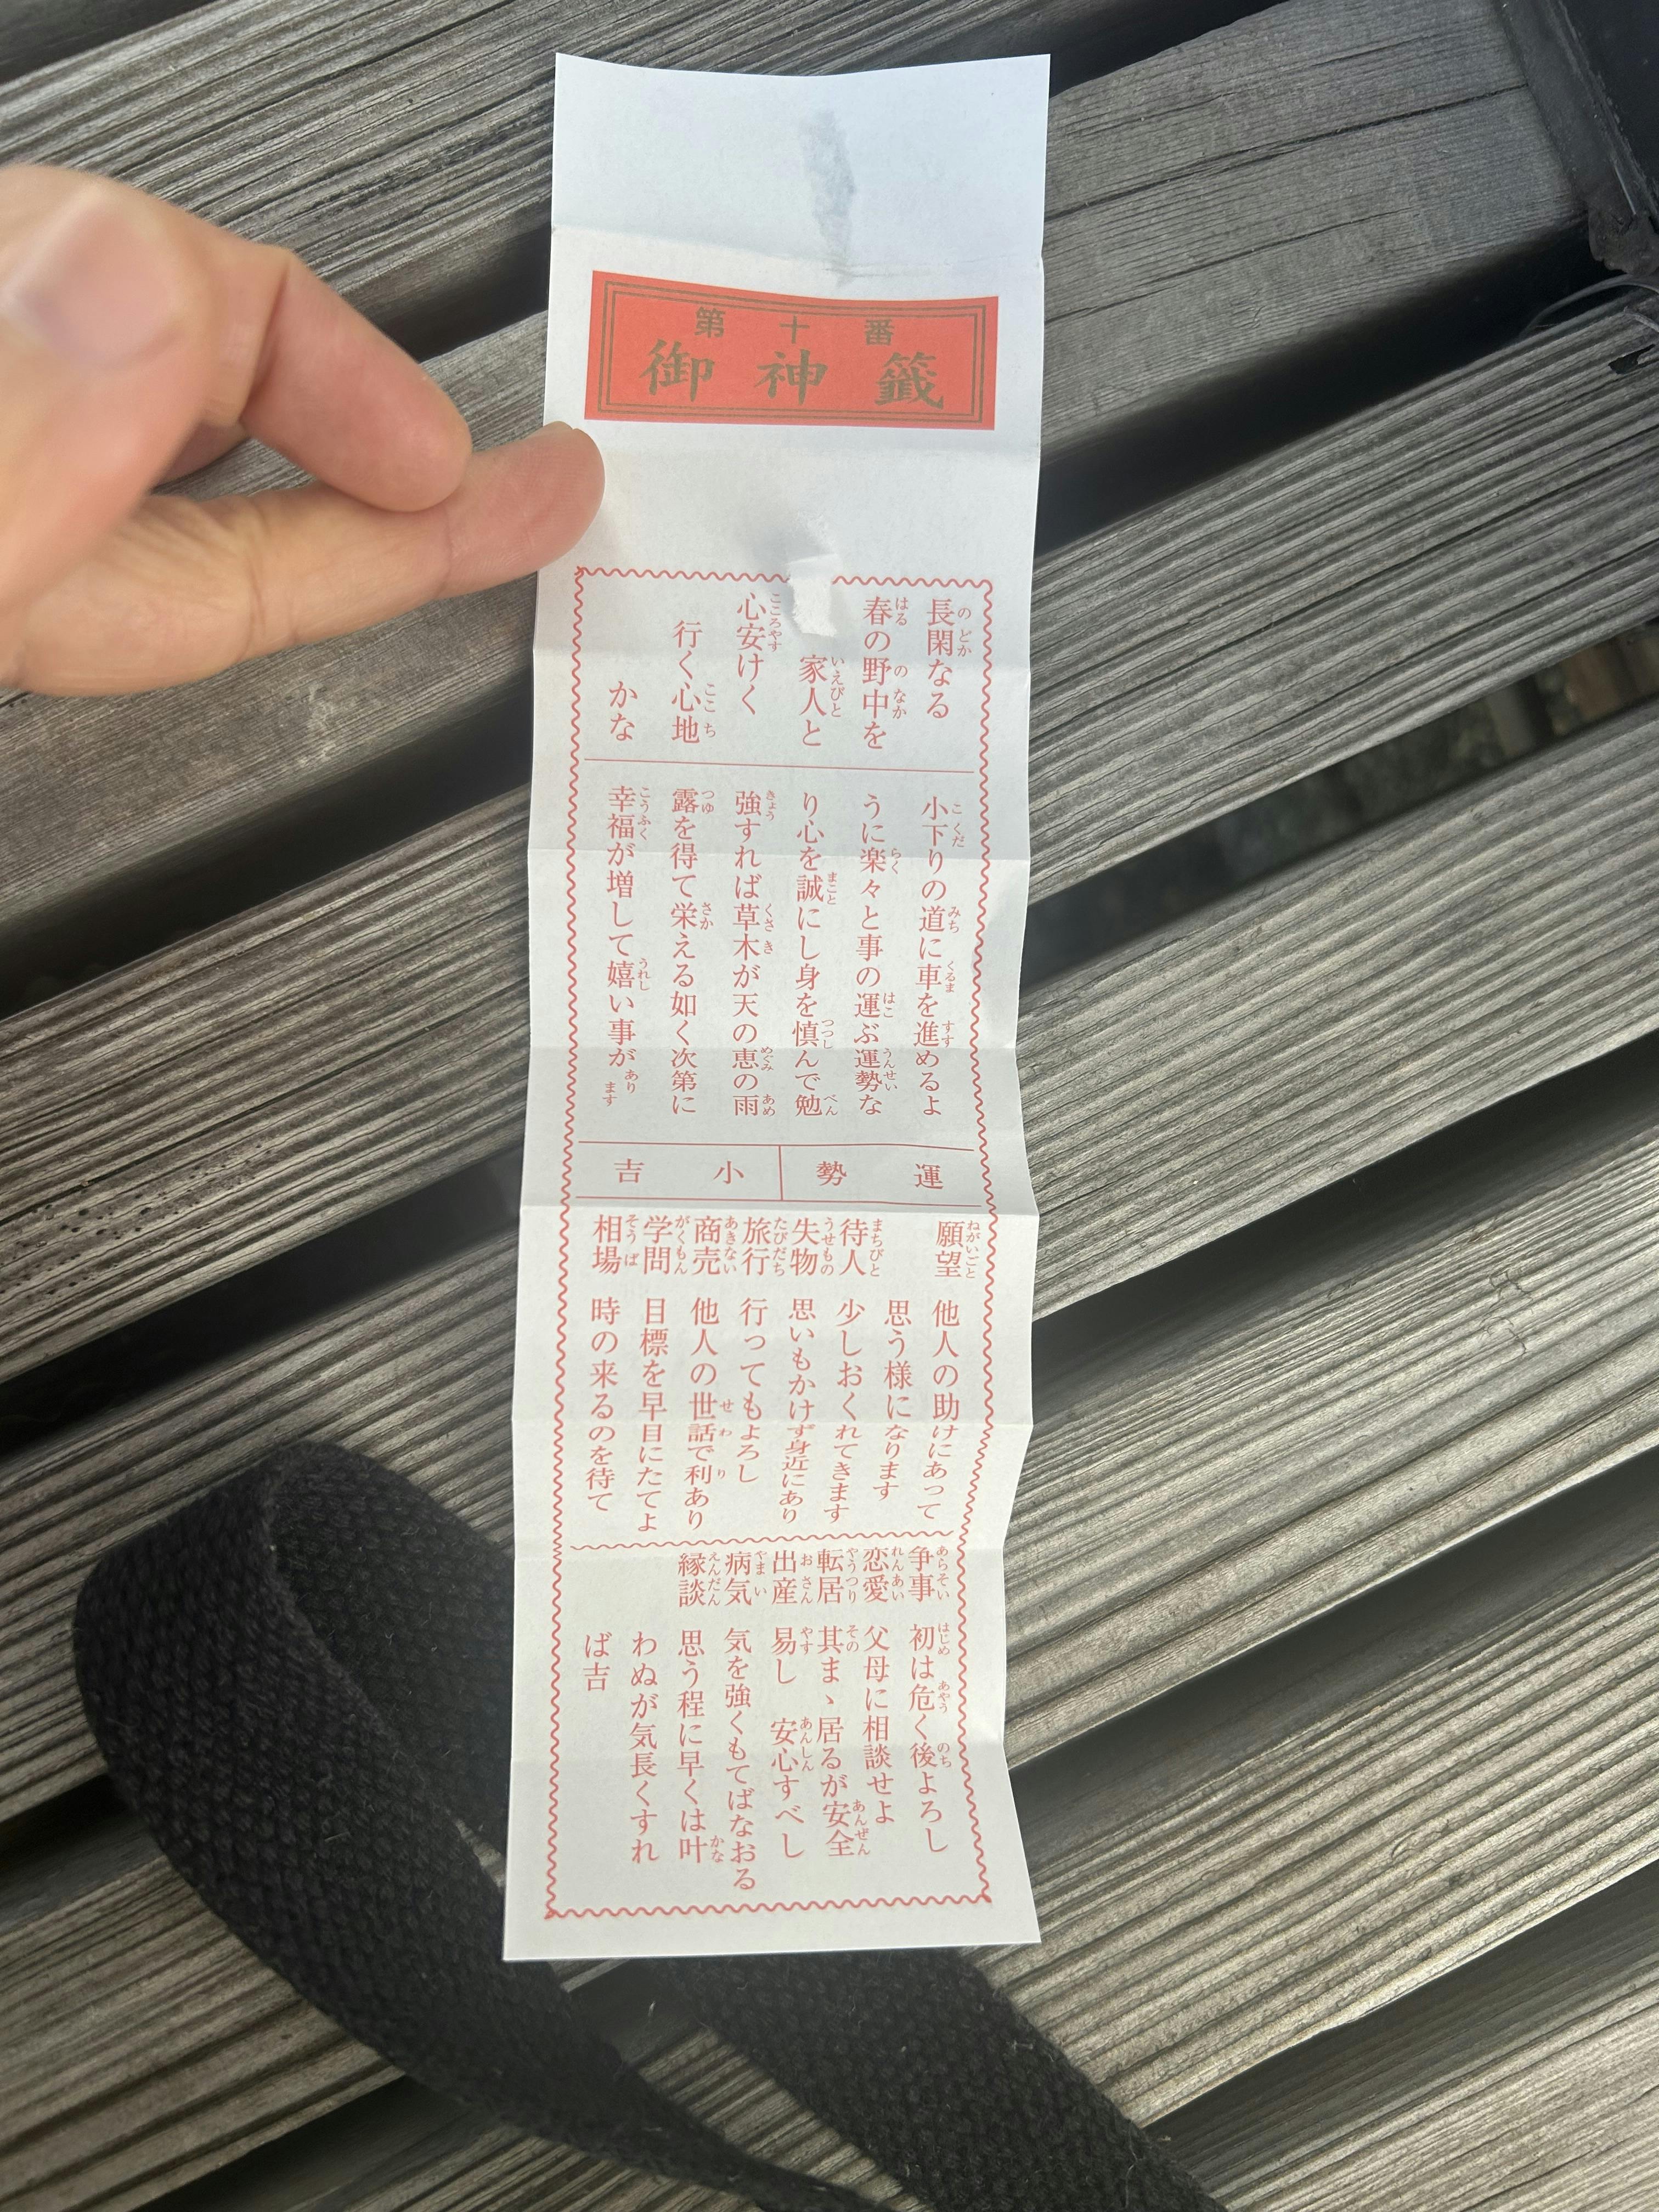 第十番
御神籤
長閑なる
春の野中を
家人と
心安けく
行く心地
かな
小下りの道に車を進めるよ
うに楽々と事の運ぶ運勢な
り心を誠にし身を慎んで勉
強すれば草木が天の恵の雨
露を得て栄える如く次第に
幸福が増して嬉い事があります
運勢 小吉
願望 他人の助けにあって
思う様になります
待人 少しおくれてきます
失物 思いもかけず身近にあり
旅行 行ってもよろし
商売 他人の世話で利あり
学問 目標を早目にたてよ
相場 時の来るのを待て
争事 初は危く後よろし
恋愛 父母に相談せよ
転居 其まゝ居るが安全
出産 易し 安心すべし
病気 気を強くもてばなおる
縁談 思う程に早くは叶
わぬが気長くすれ
ば吉